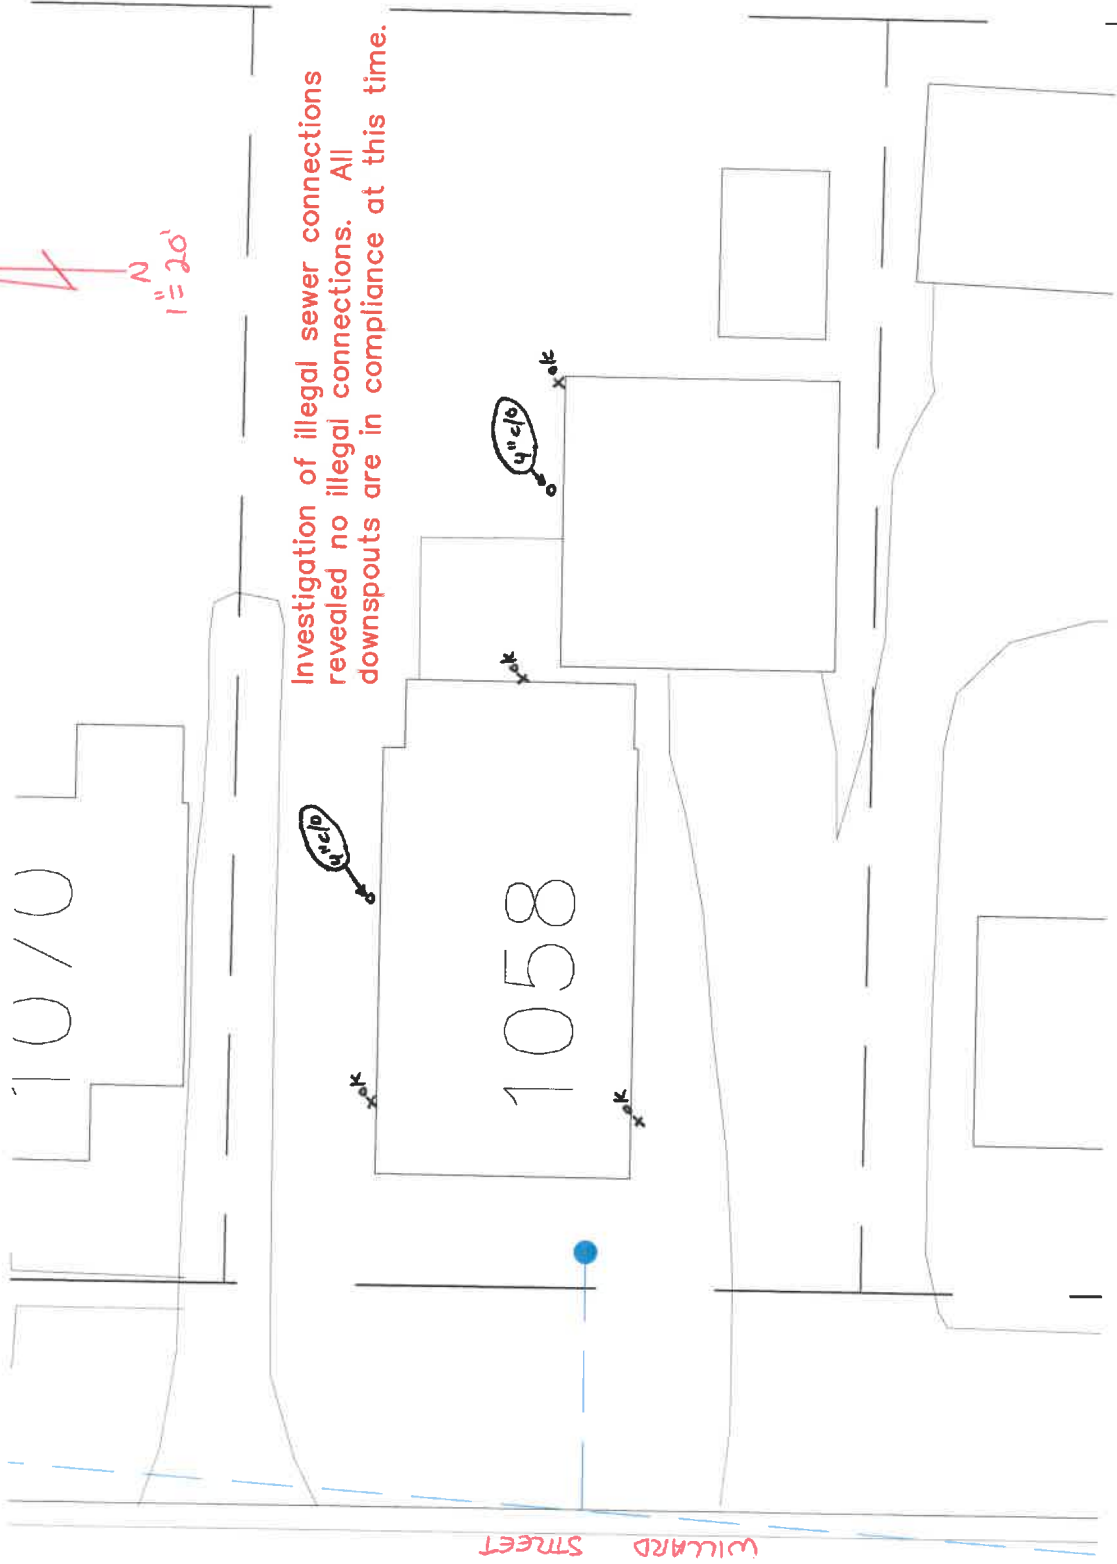 N
1"=20'
Investigation of illegal sewer connections
revealed no illegal connections. All
downspouts are in compliance at this time.
1070
4"c/o
4"c/o
ok
ok
ok
ok
1058
WILLARD STREET